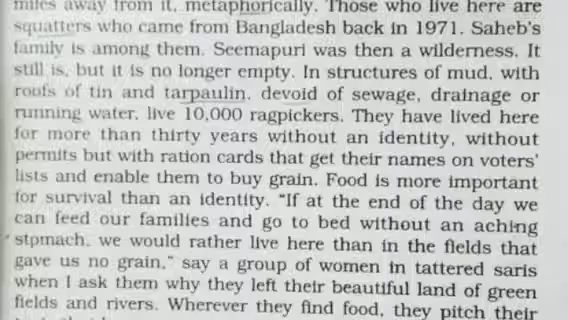 miles away from it, metaphorically. Those who live here are
squatters who came from Bangladesh back in 1971. Saheb's
family is among them. Seemapuri was then a wilderness. It
still is, but it is no longer empty. In structures of mud, with
roofs of tin and tarpaulin, devoid of sewage, drainage or
running water, live 10,000 ragpickers. They have lived here
for more than thirty years without an identity, without
permits but with ration cards that get their names on voters'
lists and enable them to buy grain. Food is more important
for survival than an identity. "If at the end of the day we
can feed our families and go to bed without an aching
stomach, we would rather live here than in the fields that
gave us no grain," say a group of women in tattered saris
when I ask them why they left their beautiful land of green
fields and rivers. Wherever they find food, they pitch their